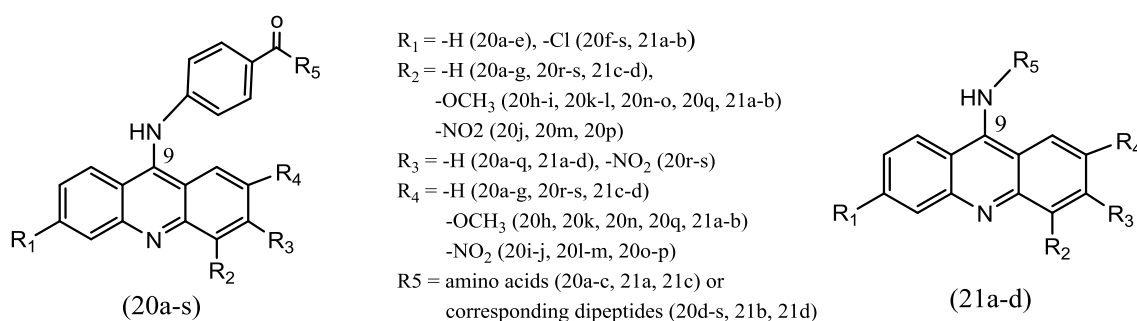 O
R5
HN
9
R4
R1
N
R3
R2
(20a-s)
R1 = -H (20a-e), -Cl (20f-s, 21a-b)
R2 = -H (20a-g, 20r-s, 21c-d),
-OCH3 (20h-i, 20k-l, 20n-o, 20q, 21a-b)
-NO2 (20j, 20m, 20p)
R3 = -H (20a-q, 21a-d), -NO2 (20r-s)
R4 = -H (20a-g, 20r-s, 21c-d)
-OCH3 (20h, 20k, 20n, 20q, 21a-b)
-NO2 (20i-j, 20l-m, 20o-p)
R5 = amino acids (20a-c, 21a, 21c) or
corresponding dipeptides (20d-s, 21b, 21d)
R5
HN
9
R4
R1
N
R3
R2
(21a-d)